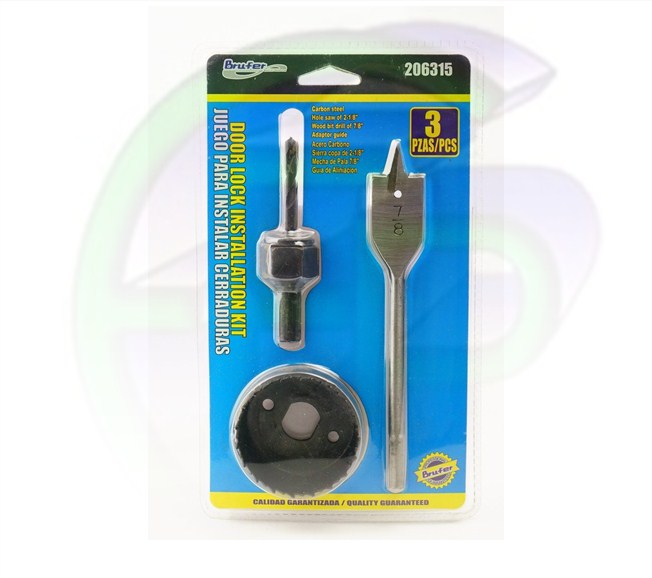 Brufer
206315
Carbon steel
Hole saw of 2-1/8"
Wood bit drill of 7/8"
Adaptor guide
Acero Carbono
Sierra copa de 2-1/8"
Mecha de Pala 7/8"
Guia de Alinación
3
PZAS/PCS
DOOR LOCK INSTALLATION KIT
JUEGO PARA INSTALAR CERRADURAS
7
8
Brufer
CALIDAD GARANTIZADA / QUALITY GUARANTEED